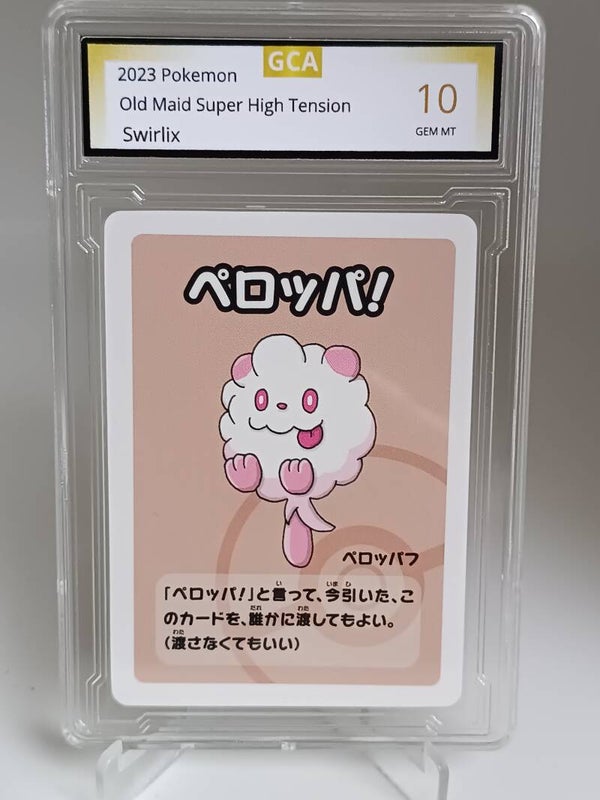 GCA
2023 Pokemon
Old Maid Super High Tension
Swirlix
10
GEM MT
ペロッパ!
ペロッパフ
「ペロッパ!」と言って、今引いた、こ
のカードを、誰かに渡してもよい。
(渡さなくてもいい)